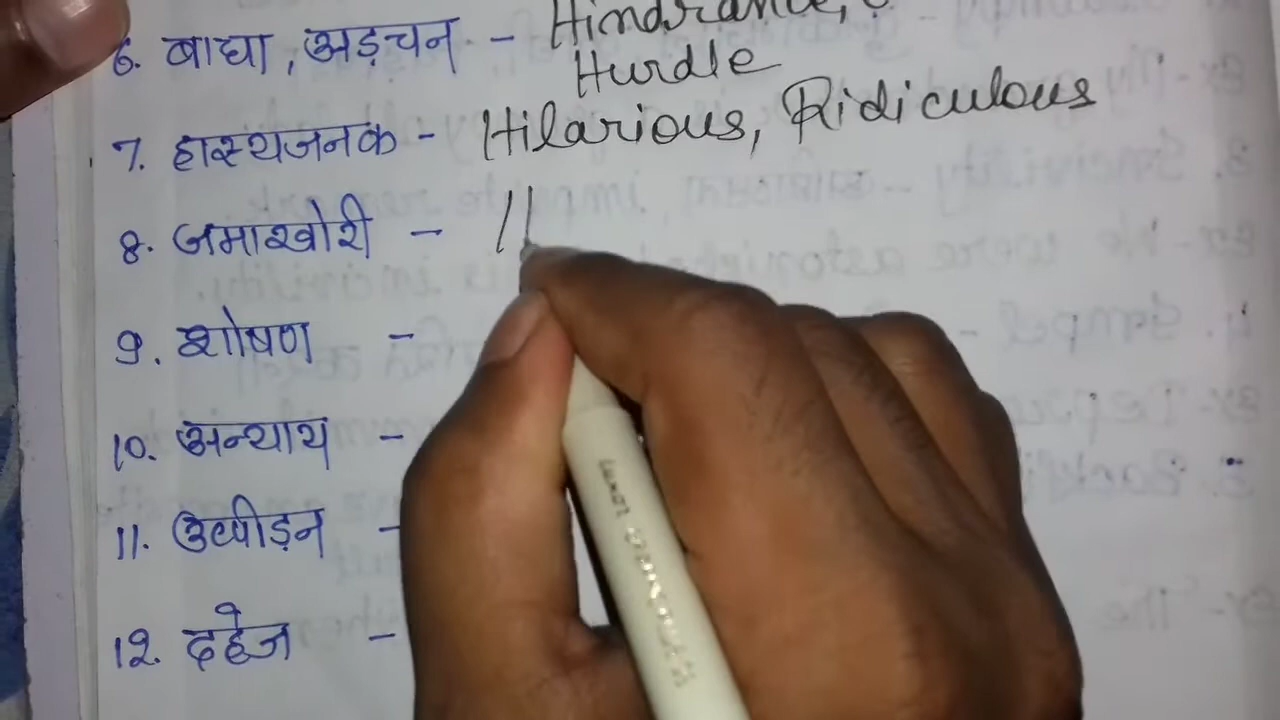 6. बाधा, अड़चन - Hindrance,
Hurdle
7. हास्यजनक - Hilarious, Ridiculous
8. जमाखोरी -
9. शोषण -
10. अन्याय -
11. उत्पीड़न -
12. दहेज -
Luxor